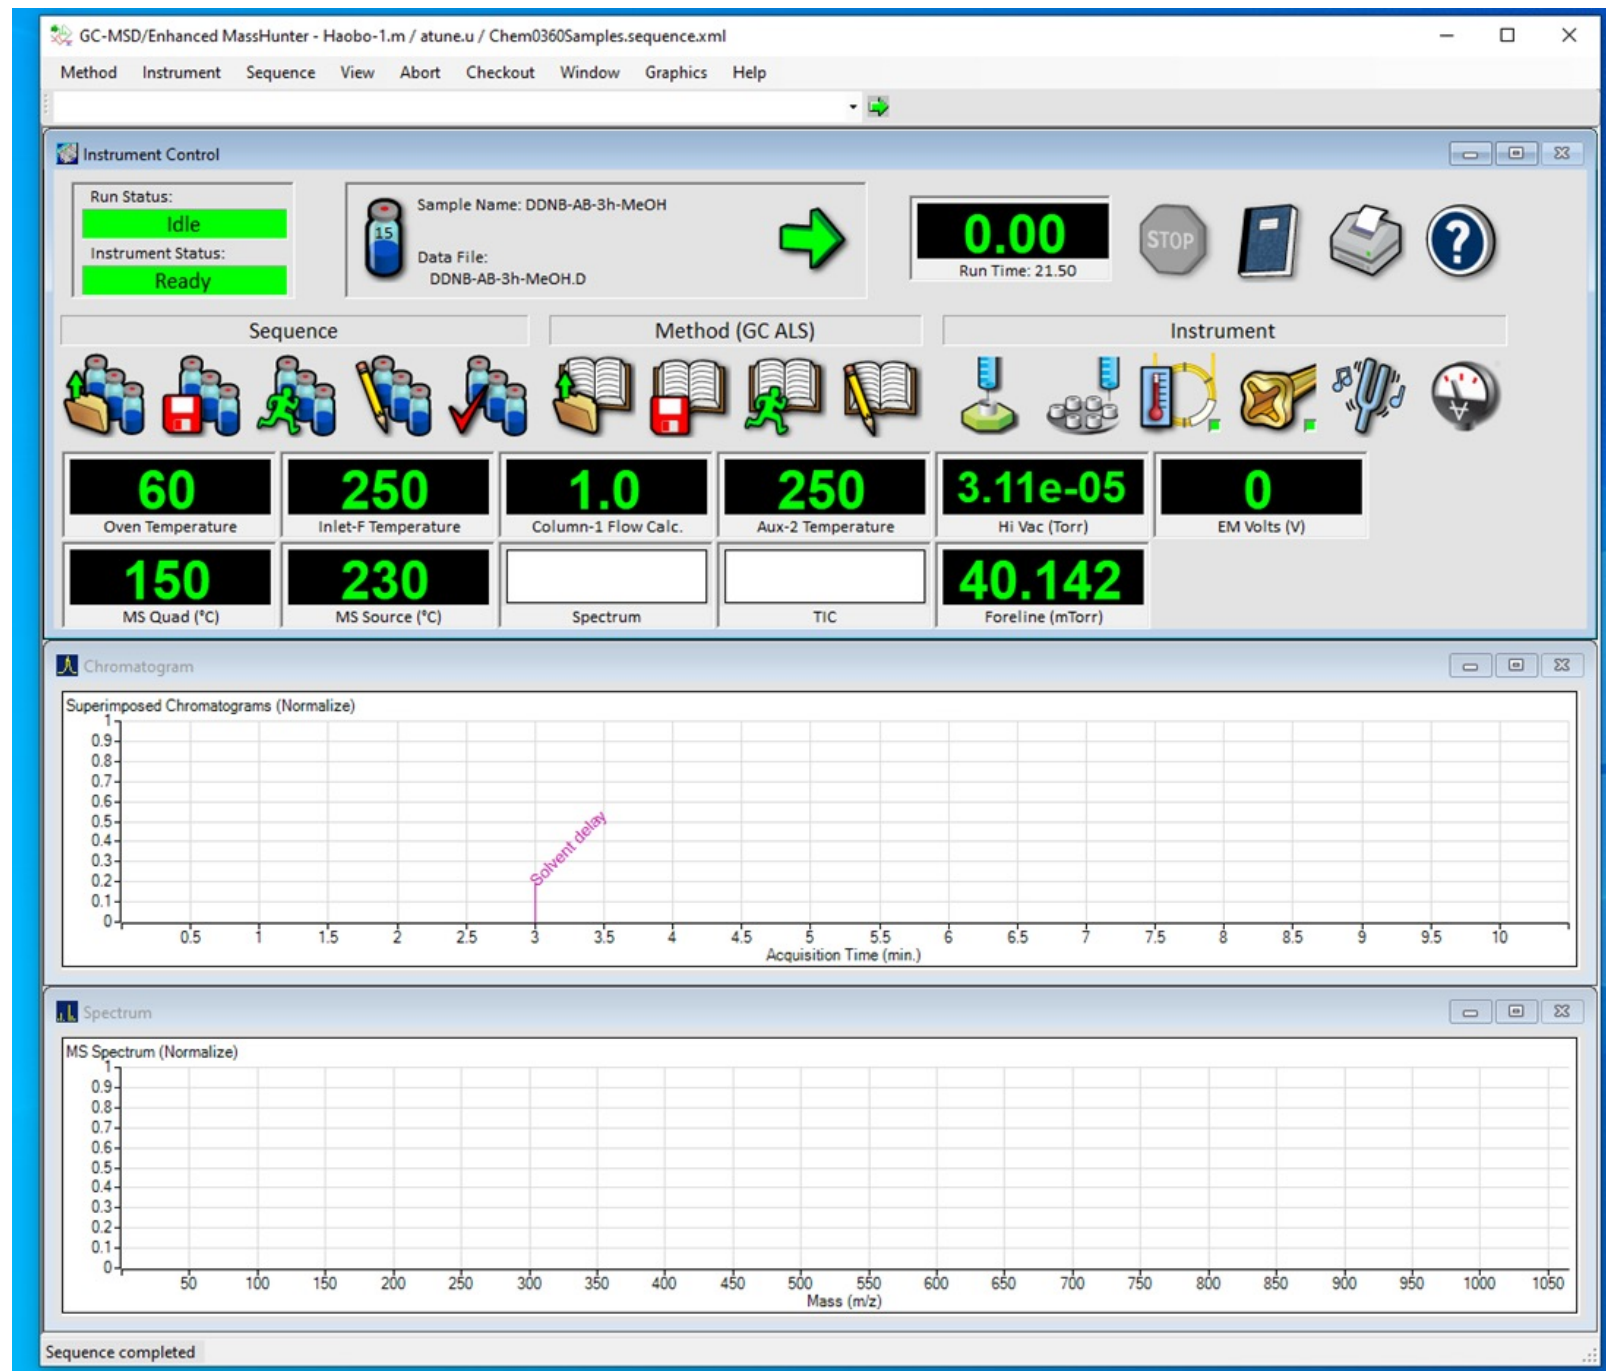 GC-MSD/Enhanced MassHunter - Haobo-1.m / atune.u / Chem0360Samples.sequence.xml
Method Instrument Sequence View Abort Checkout Window Graphics Help
Instrument Control
Run Status:
Idle
Instrument Status:
Ready
15
Sample Name: DDNB-AB-3h-MeOH
Data File:
DDNB-AB-3h-MeOH.D
0.00
Run Time: 21.50
STOP
?
Sequence
Method (GC ALS)
Instrument
60
Oven Temperature
250
Inlet-F Temperature
1.0
Column-1 Flow Calc.
250
Aux-2 Temperature
3.11e-05
Hi Vac (Torr)
0
EM Volts (V)
150
MS Quad (°C)
230
MS Source (°C)
Spectrum
TIC
40.142
Foreline (mTorr)
Chromatogram
Superimposed Chromatograms (Normalize)
1
0.9
0.8
0.7
0.6
0.5
0.4
0.3
0.2
0.1
0
Solvent delay
0.5 1 1.5 2 2.5 3 3.5 4 4.5 5 5.5 6 6.5 7 7.5 8 8.5 9 9.5 10
Acquisition Time (min.)
Spectrum
MS Spectrum (Normalize)
1
0.9
0.8
0.7
0.6
0.5
0.4
0.3
0.2
0.1
0
50 100 150 200 250 300 350 400 450 500 550 600 650 700 750 800 850 900 950 1000 1050
Mass (m/z)
Sequence completed